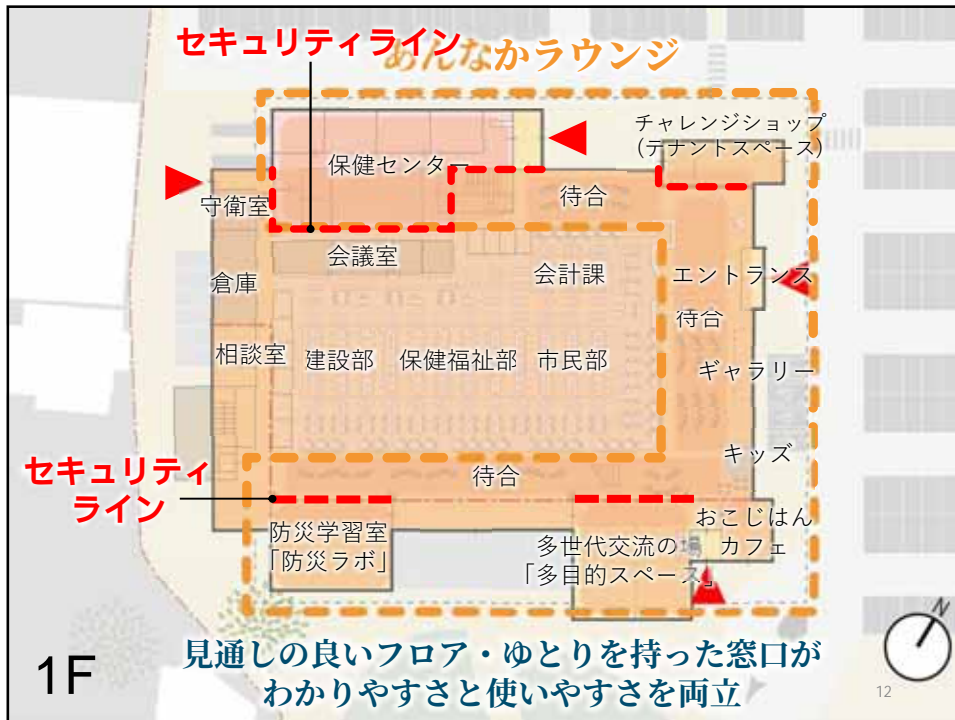 セキュリティライン
あんなかラウンジ
チャレンジショップ
(テナントスペース)
保健センター
待合
守衛室
会議室
会計課
エントランス
倉庫
待合
相談室
建設部
保健福祉部
市民部
ギャラリー
キッズ
セキュリティ
ライン
待合
おこじはん
カフェ
防災学習室
「防災ラボ」
多世代交流の場
「多目的スペース」
N
1F
見通しの良いフロア・ゆとりを持った窓口が
わかりやすさと使いやすさを両立
12